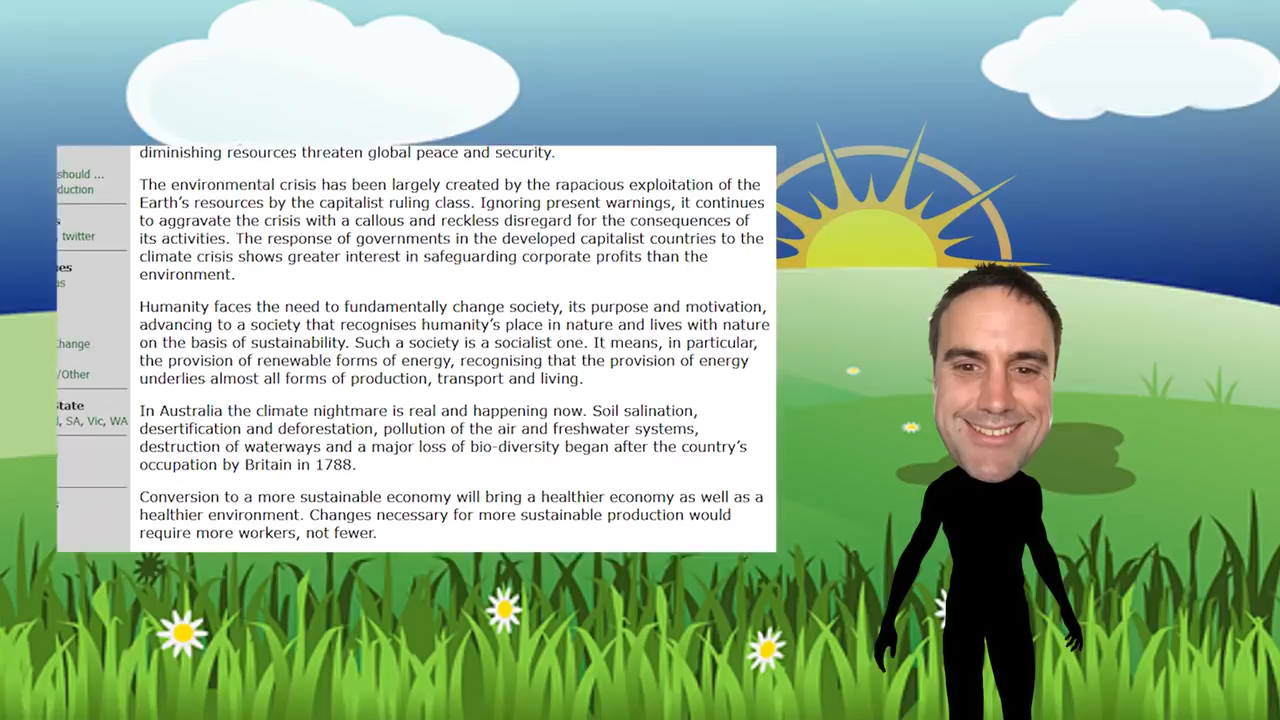 diminishing resources threaten global peace and security.
should ...
duction
The environmental crisis has been largely created by the rapacious exploitation of the
Earth's resources by the capitalist ruling class. Ignoring present warnings, it continues
to aggravate the crisis with a callous and reckless disregard for the consequences of
twitter
its activities. The response of governments in the developed capitalist countries to the
climate crisis shows greater interest in safeguarding corporate profits than the
environment.
Humanity faces the need to fundamentally change society, its purpose and motivation,
advancing to a society that recognises humanity's place in nature and lives with nature
on the basis of sustainability. Such a society is a socialist one. It means, in particular,
hange
the provision of renewable forms of energy, recognising that the provision of energy
/Other
underlies almost all forms of production, transport and living.
State
, SA, Vic, WA
In Australia the climate nightmare is real and happening now. Soil salination,
desertification and deforestation, pollution of the air and freshwater systems,
destruction of waterways and a major loss of bio-diversity began after the country's
occupation by Britain in 1788.
Conversion to a more sustainable economy will bring a healthier economy as well as a
healthier environment. Changes necessary for more sustainable production would
require more workers, not fewer.